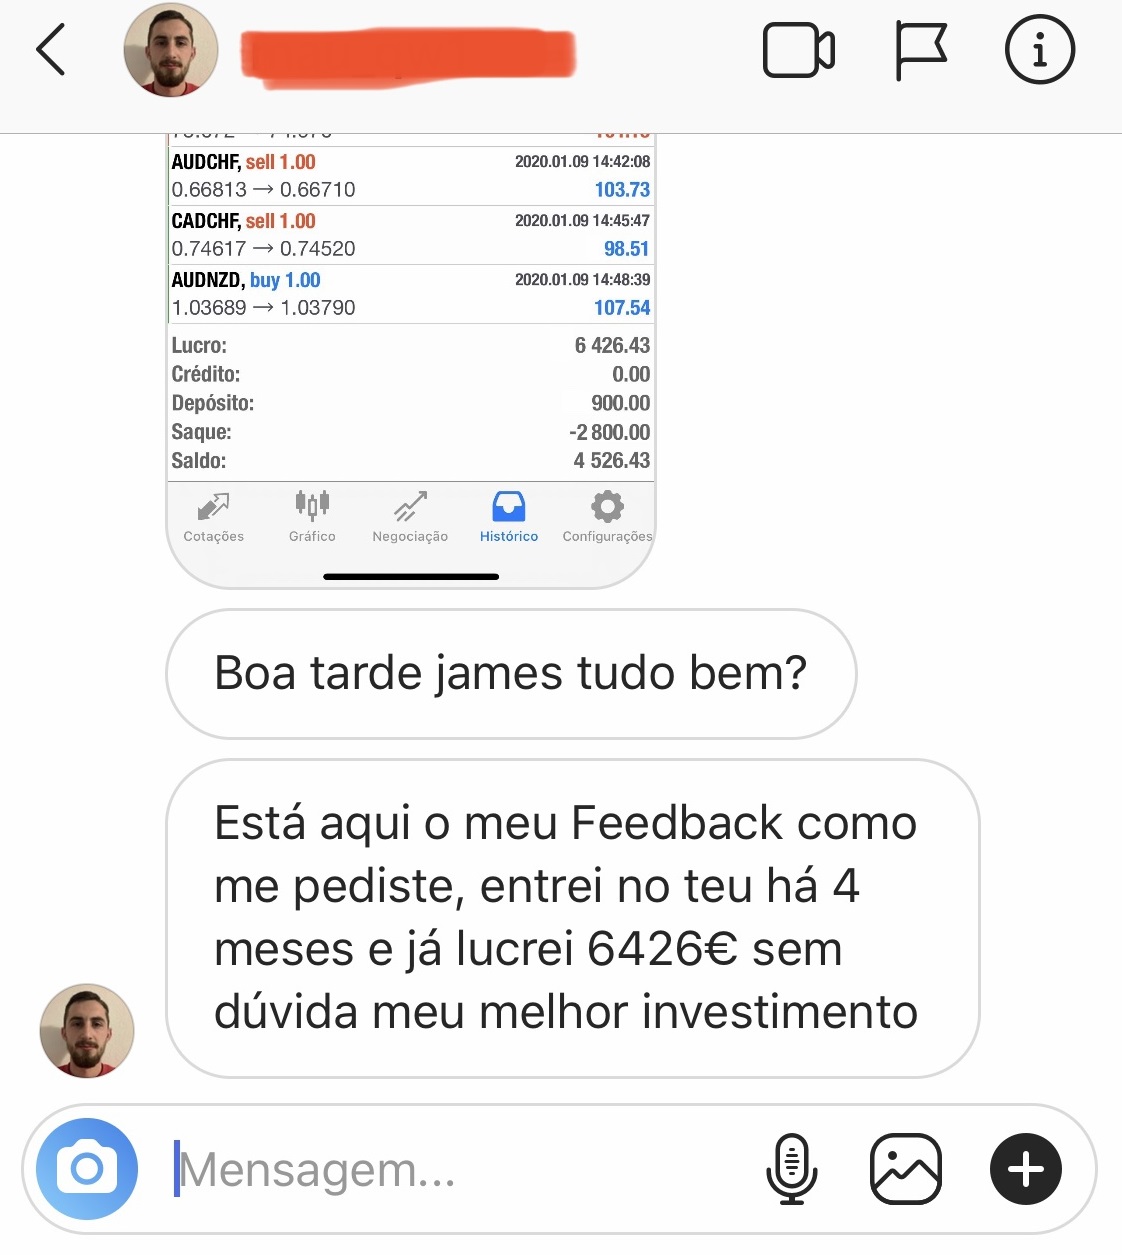 AUDCHF, sell 1.00 2020.01.09 14:42:08
0.66813 → 0.66710 103.73
CADCHF, sell 1.00 2020.01.09 14:45:47
0.74617 → 0.74520 98.51
AUDNZD, buy 1.00 2020.01.09 14:48:39
1.03689 → 1.03790 107.54
Lucro: 6 426.43
Crédito: 0.00
Depósito: 900.00
Saque: -2 800.00
Saldo: 4 526.43
Cotações Gráfico Negociação Histórico Configurações
Boa tarde james tudo bem?
Está aqui o meu Feedback como
me pediste, entrei no teu há 4
meses e já lucrei 6426€ sem
dúvida meu melhor investimento
Mensagem...